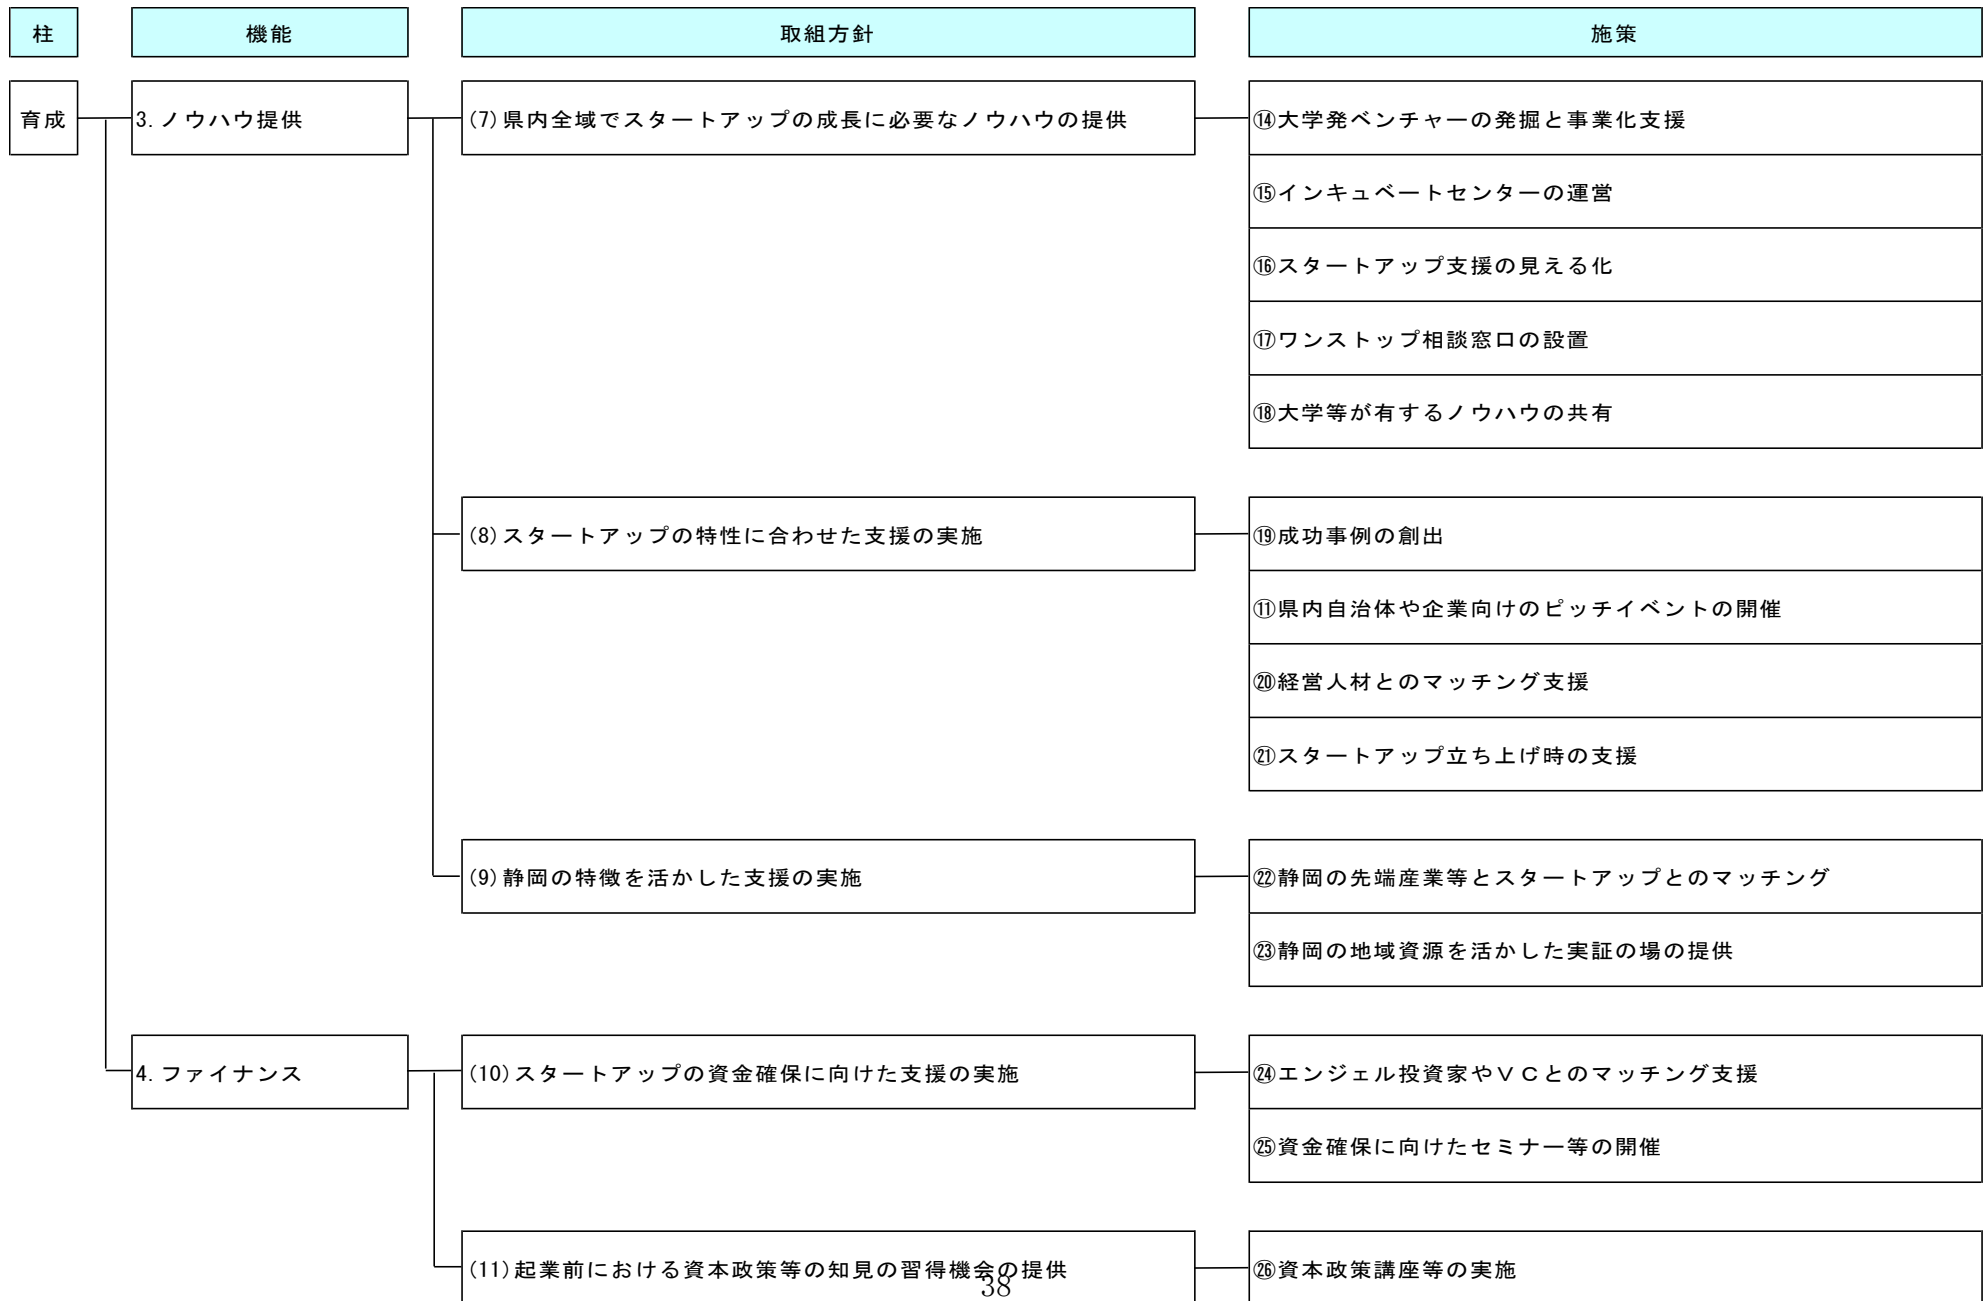 柱 機能 取組方針 施策
育成 3.ノウハウ提供 (7)県内全域でスタートアップの成長に必要なノウハウの提供 ⑭大学発ベンチャーの発掘と事業化支援
⑮インキュベートセンターの運営
⑯スタートアップ支援の見える化
⑰ワンストップ相談窓口の設置
⑱大学等が有するノウハウの共有
(8)スタートアップの特性に合わせた支援の実施 ⑲成功事例の創出
⑪県内自治体や企業向けのピッチイベントの開催
⑳経営人材とのマッチング支援
㉑スタートアップ立ち上げ時の支援
(9)静岡の特徴を活かした支援の実施 ㉒静岡の先端産業等とスタートアップとのマッチング
㉓静岡の地域資源を活かした実証の場の提供
4.ファイナンス (10)スタートアップの資金確保に向けた支援の実施 ㉔エンジェル投資家やVCとのマッチング支援
㉕資金確保に向けたセミナー等の開催
(11)起業前における資本政策等の知見の習得機会の提供 ㉖資本政策講座等の実施
38